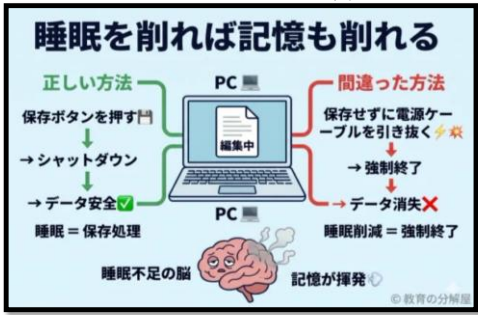 睡眠を削れば記憶も削れる
正しい方法
PC💻
間違った方法
保存ボタンを押す💾
→シャットダウン
→データ安全✅
睡眠=保存処理
編集中
保存せずに電源ケー
ブルを引き抜く⚡💥
→強制終了
→データ消失❌
睡眠削減=強制終了
PC💻
睡眠不足の脳
記憶が揮発💨
©教育の分解屋